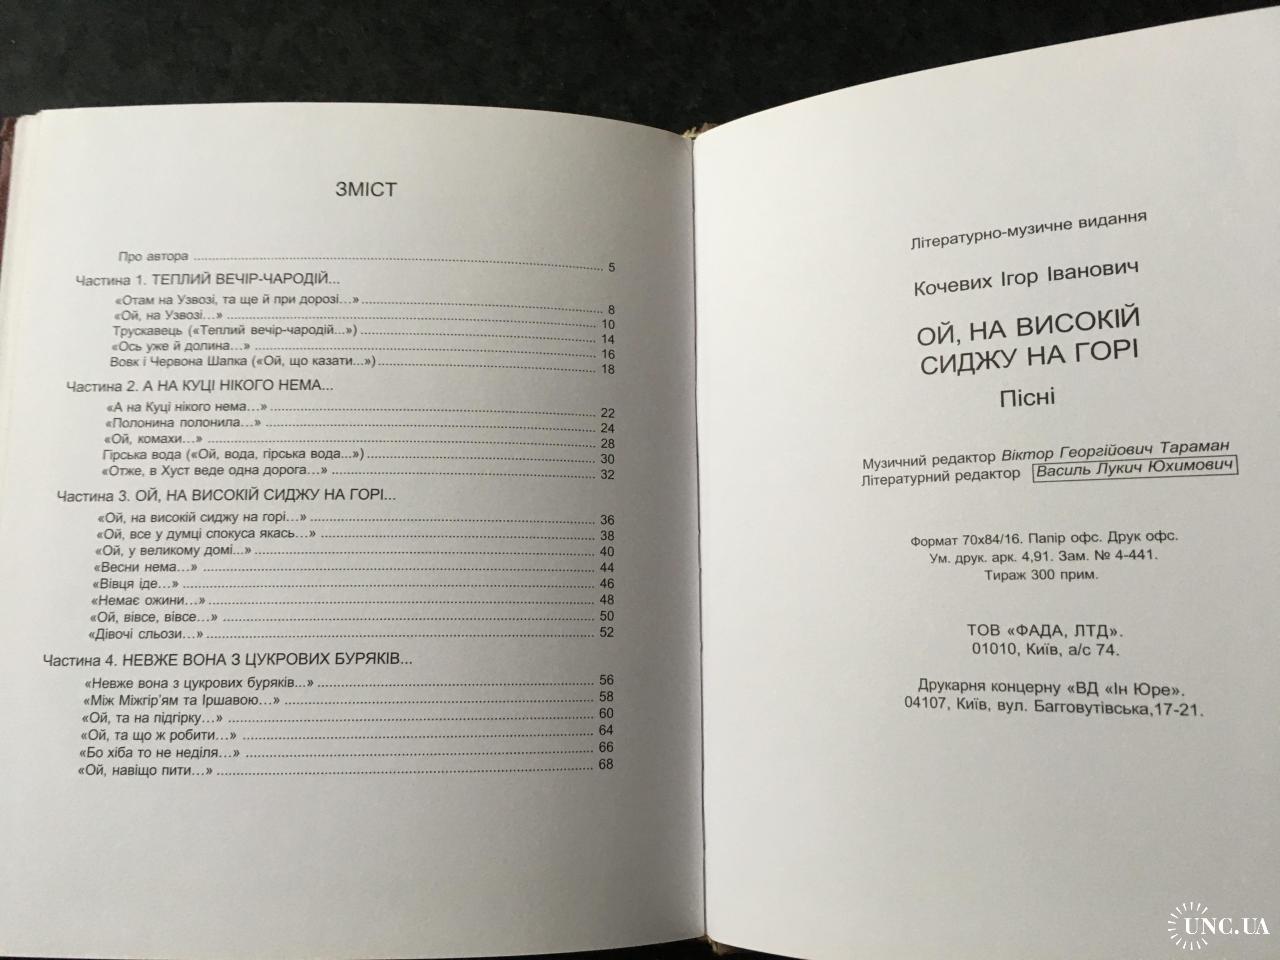 ЗМІСТ
Про автора ..... 5
Частина 1. ТЕПЛИЙ ВЕЧІР-ЧАРОДІЙ...
«Отам на Узвозі, та ще й при дорозі...» ..... 8
«Ой, на Узвозі...» ..... 10
Трускавець («Теплий вечір-чародій...») ..... 14
«Ось уже й долина...» ..... 16
Вовк і Червона Шапка («Ой, що казати...») ..... 18
Частина 2. А НА КУЦІ НІКОГО НЕМА...
«А на Куці нікого нема...» ..... 22
«Полонина полонила...» ..... 24
«Ой, комахи...» ..... 28
Гірська вода («Ой, вода, гірська вода...») ..... 30
«Отже, в Хуст веде одна дорога...» ..... 32
Частина 3. ОЙ, НА ВИСОКІЙ СИДЖУ НА ГОРІ...
«Ой, на високій сиджу на горі...» ..... 36
«Ой, все у думці спокуса якась...» ..... 38
«Ой, у великому домі...» ..... 40
«Весни нема...» ..... 44
«Вівця іде...» ..... 46
«Немає ожини...» ..... 48
«Ой, вівсе, вівсе...» ..... 50
«Дівочі сльози...» ..... 52
Частина 4. НЕВЖЕ ВОНА З ЦУКРОВИХ БУРЯКІВ...
«Невже вона з цукрових буряків...» ..... 56
«Між Міжгір'ям та Іршавою...» ..... 58
«Ой, та на підгірку...» ..... 60
«Ой, та що ж робити...» ..... 64
«Бо хіба то не неділя...» ..... 66
«Ой, навіщо пити...» ..... 68
Літературно-музичне видання
Кочевих Ігор Іванович
ОЙ, НА ВИСОКІЙ
СИДЖУ НА ГОРІ
Пісні
Музичний редактор Віктор Георгійович Тараман
Літературний редактор Василь Лукич Юхимович
Формат 70х84/16. Папір офс. Друк офс.
Ум. друк. арк. 4,91. Зам. № 4-441.
Тираж 300 прим.
ТОВ «ФАДА, ЛТД».
01010, Київ, а/с 74.
Друкарня концерну «ВД «Ін Юре».
04107, Київ, вул. Багговутівська,17-21.
UNC.UA